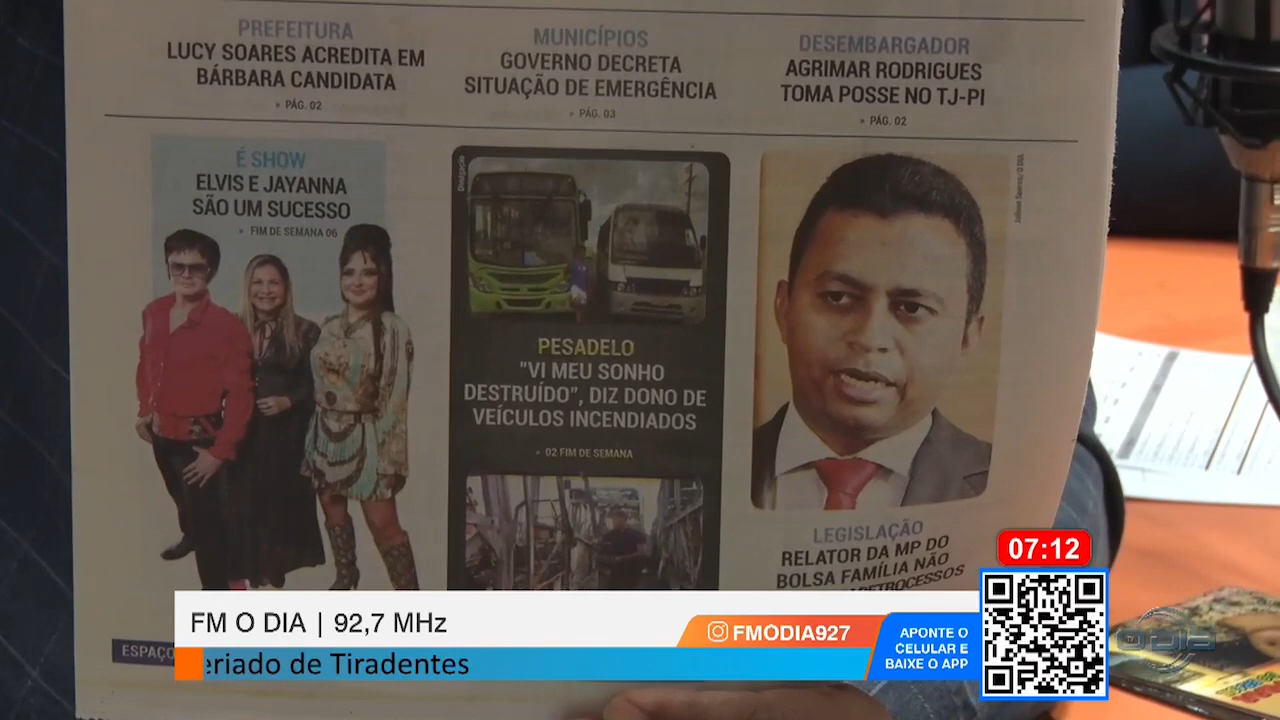 PREFEITURA
LUCY SOARES ACREDITA EM
BÁRBARA CANDIDATA
» PÁG. 02
MUNICÍPIOS
GOVERNO DECRETA
SITUAÇÃO DE EMERGÊNCIA
» PÁG. 03
DESEMBARGADOR
AGRIMAR RODRIGUES
TOMA POSSE NO TJ-PI
» PÁG. 02
É SHOW
ELVIS E JAYANNA
SÃO UM SUCESSO
» FIM DE SEMANA 06
Divulgação
PESADELO
"VI MEU SONHO
DESTRUÍDO", DIZ DONO DE
VEÍCULOS INCENDIADOS
» 02 FIM DE SEMANA
LEGISLAÇÃO
RELATOR DA MP DO
BOLSA FAMÍLIA NÃO
RETROCESSOS
ESPAÇO
07:12
FM O DIA | 92,7 MHz
FMODIA927
APONTE O
CELULAR E
BAIXE O APP
eriado de Tiradentes
O DIA